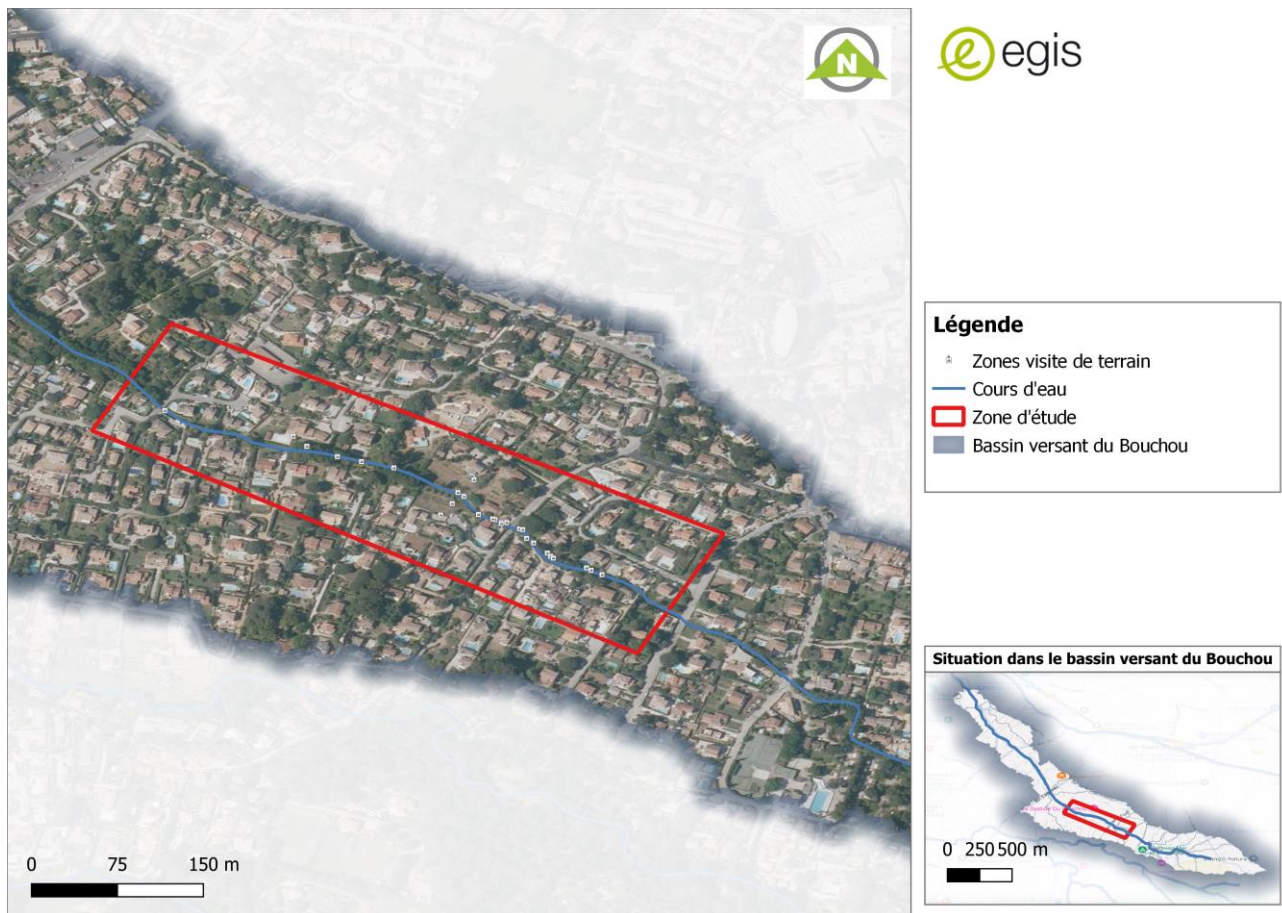 N
egis
Légende
Zones visite de terrain
Cours d'eau
Zone d'étude
Bassin versant du Bouchou
0 75 150 m
Situation dans le bassin versant du Bouchou
0 250 500 m